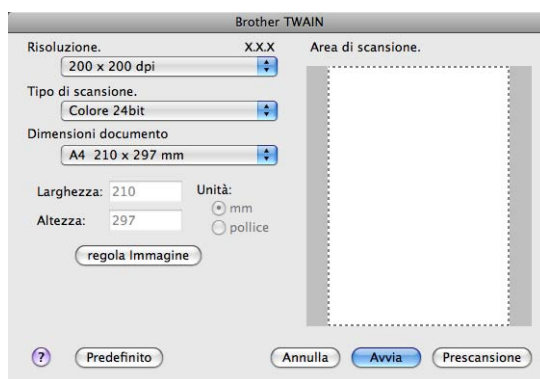 Brother TWAIN
Risoluzione. X.X.X
200 x 200 dpi
Tipo di scansione.
Colore 24bit
Dimensioni documento
A4 210 x 297 mm
Larghezza: 210
Altezza: 297
Unità:
mm
pollice
regola Immagine
Area di scansione.
? Predefinito Annulla Avvia Prescansione